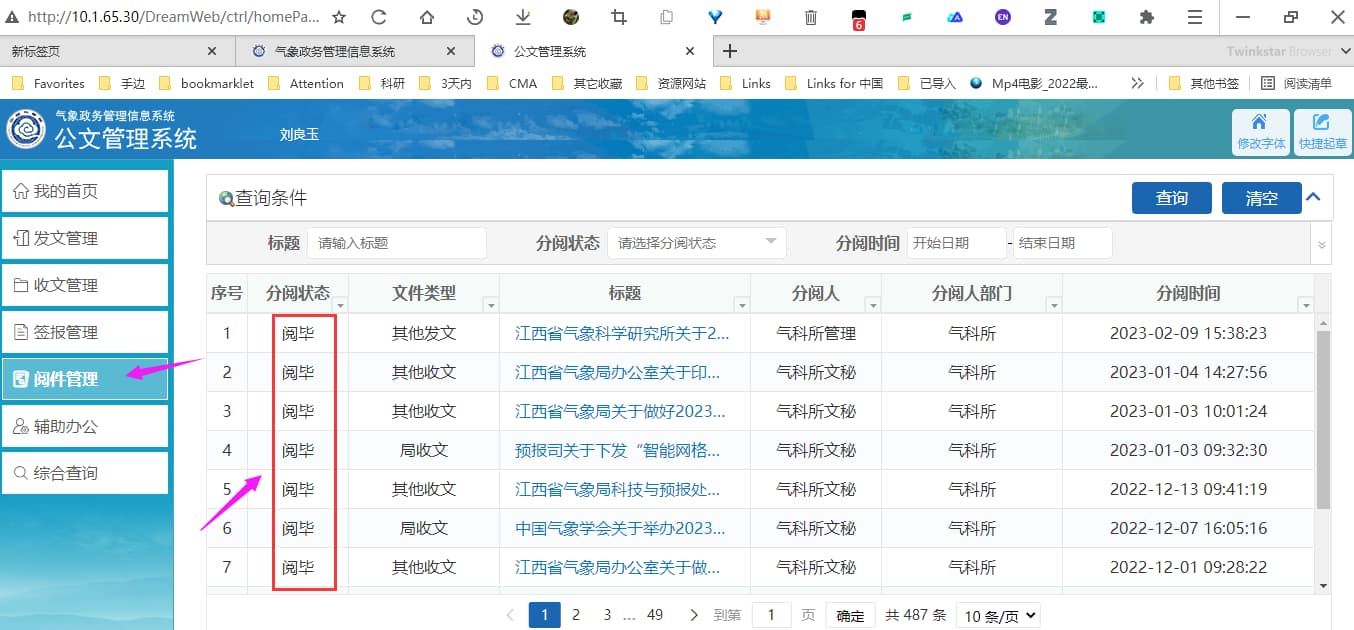 http://10.1.65.30/DreamWeb/ctrl/homePa...
6
EN
新标签页
气象政务管理信息系统
公文管理系统
Twinkstar Browser
Favorites 手边 bookmarklet Attention 科研 3天内 CMA 其它收藏 资源网站 Links Links for 中国 已导入 Mp4电影_2022最... 其他书签 阅读清单
气象政务管理信息系统
公文管理系统
刘良玉
修改字体
快捷起草
我的首页
发文管理
收文管理
签报管理
阅件管理
辅助办公
综合查询
查询条件
查询
清空
标题 请输入标题 分阅状态 请选择分阅状态 分阅时间 开始日期 - 结束日期
序号 分阅状态 文件类型 标题 分阅人 分阅人部门 分阅时间
1 阅毕 其他发文 江西省气象科学研究所关于2... 气科所管理 气科所 2023-02-09 15:38:23
2 阅毕 其他收文 江西省气象局办公室关于印... 气科所文秘 气科所 2023-01-04 14:27:56
3 阅毕 其他收文 江西省气象局关于做好2023... 气科所文秘 气科所 2023-01-03 10:01:24
4 阅毕 局收文 预报司关于下发“智能网格... 气科所文秘 气科所 2023-01-03 09:32:30
5 阅毕 其他收文 江西省气象局科技与预报处... 气科所文秘 气科所 2022-12-13 09:41:19
6 阅毕 局收文 中国气象学会关于举办2023... 气科所文秘 气科所 2022-12-07 16:05:16
7 阅毕 其他收文 江西省气象局办公室关于做... 气科所文秘 气科所 2022-12-01 09:28:22
1 2 3 ... 49 到第 1 页 确定 共 487 条 10 条/页